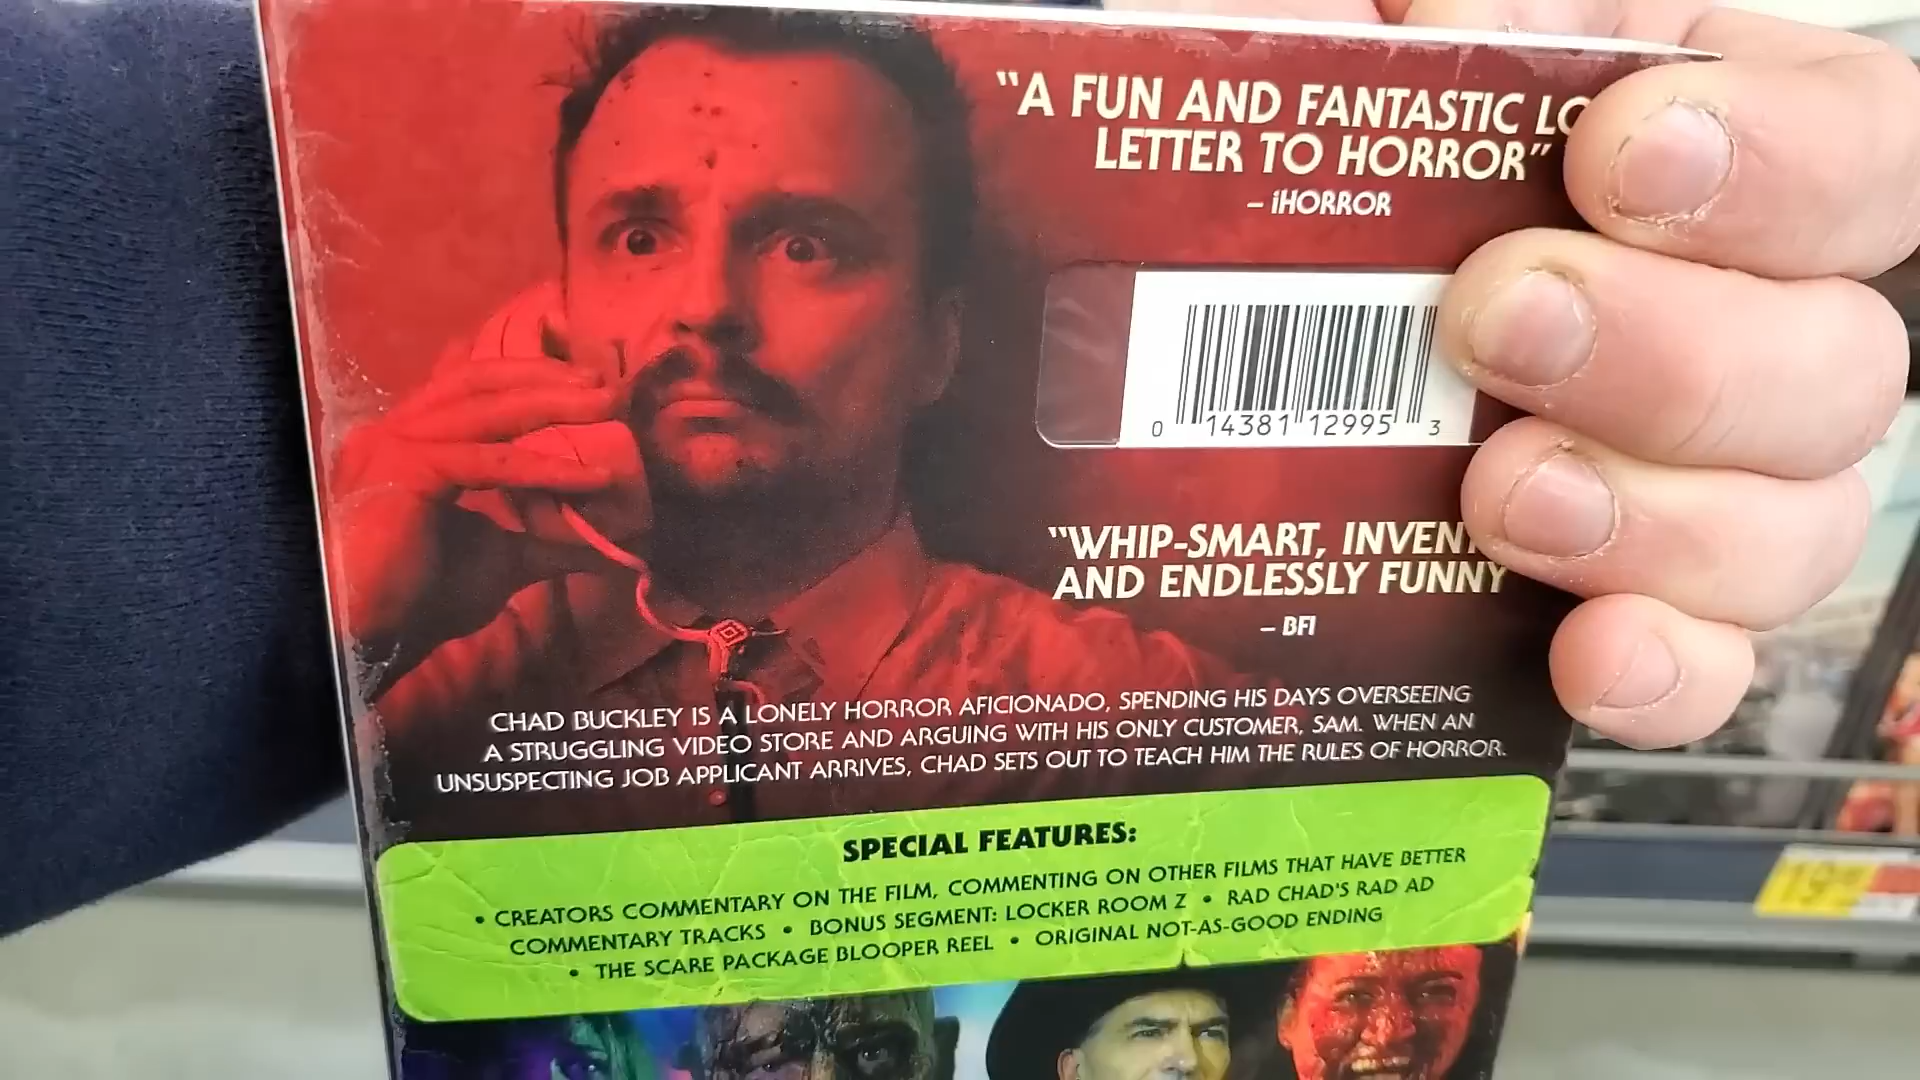 "A FUN AND FANTASTIC
LETTER TO HORROR"
– iHORROR
0 14381 12995 3
"WHIP-SMART,
AND ENDLESSLY FUNNY
– BFI
CHAD BUCKLEY IS A LONELY HORROR AFICIONADO, SPENDING HIS DAYS OVERSEEING
A STRUGGLING VIDEO STORE AND ARGUING WITH HIS ONLY CUSTOMER, SAM. WHEN AN
UNSUSPECTING JOB APPLICANT ARRIVES, CHAD SETS OUT TO TEACH HIM THE RULES OF HORROR.
SPECIAL FEATURES:
• CREATORS COMMENTARY ON THE FILM, COMMENTING ON OTHER FILMS THAT HAVE BETTER
COMMENTARY TRACKS • BONUS SEGMENT: LOCKER ROOM Z • RAD CHAD'S RAD AD
• THE SCARE PACKAGE BLOOPER REEL • ORIGINAL NOT-AS-GOOD ENDING